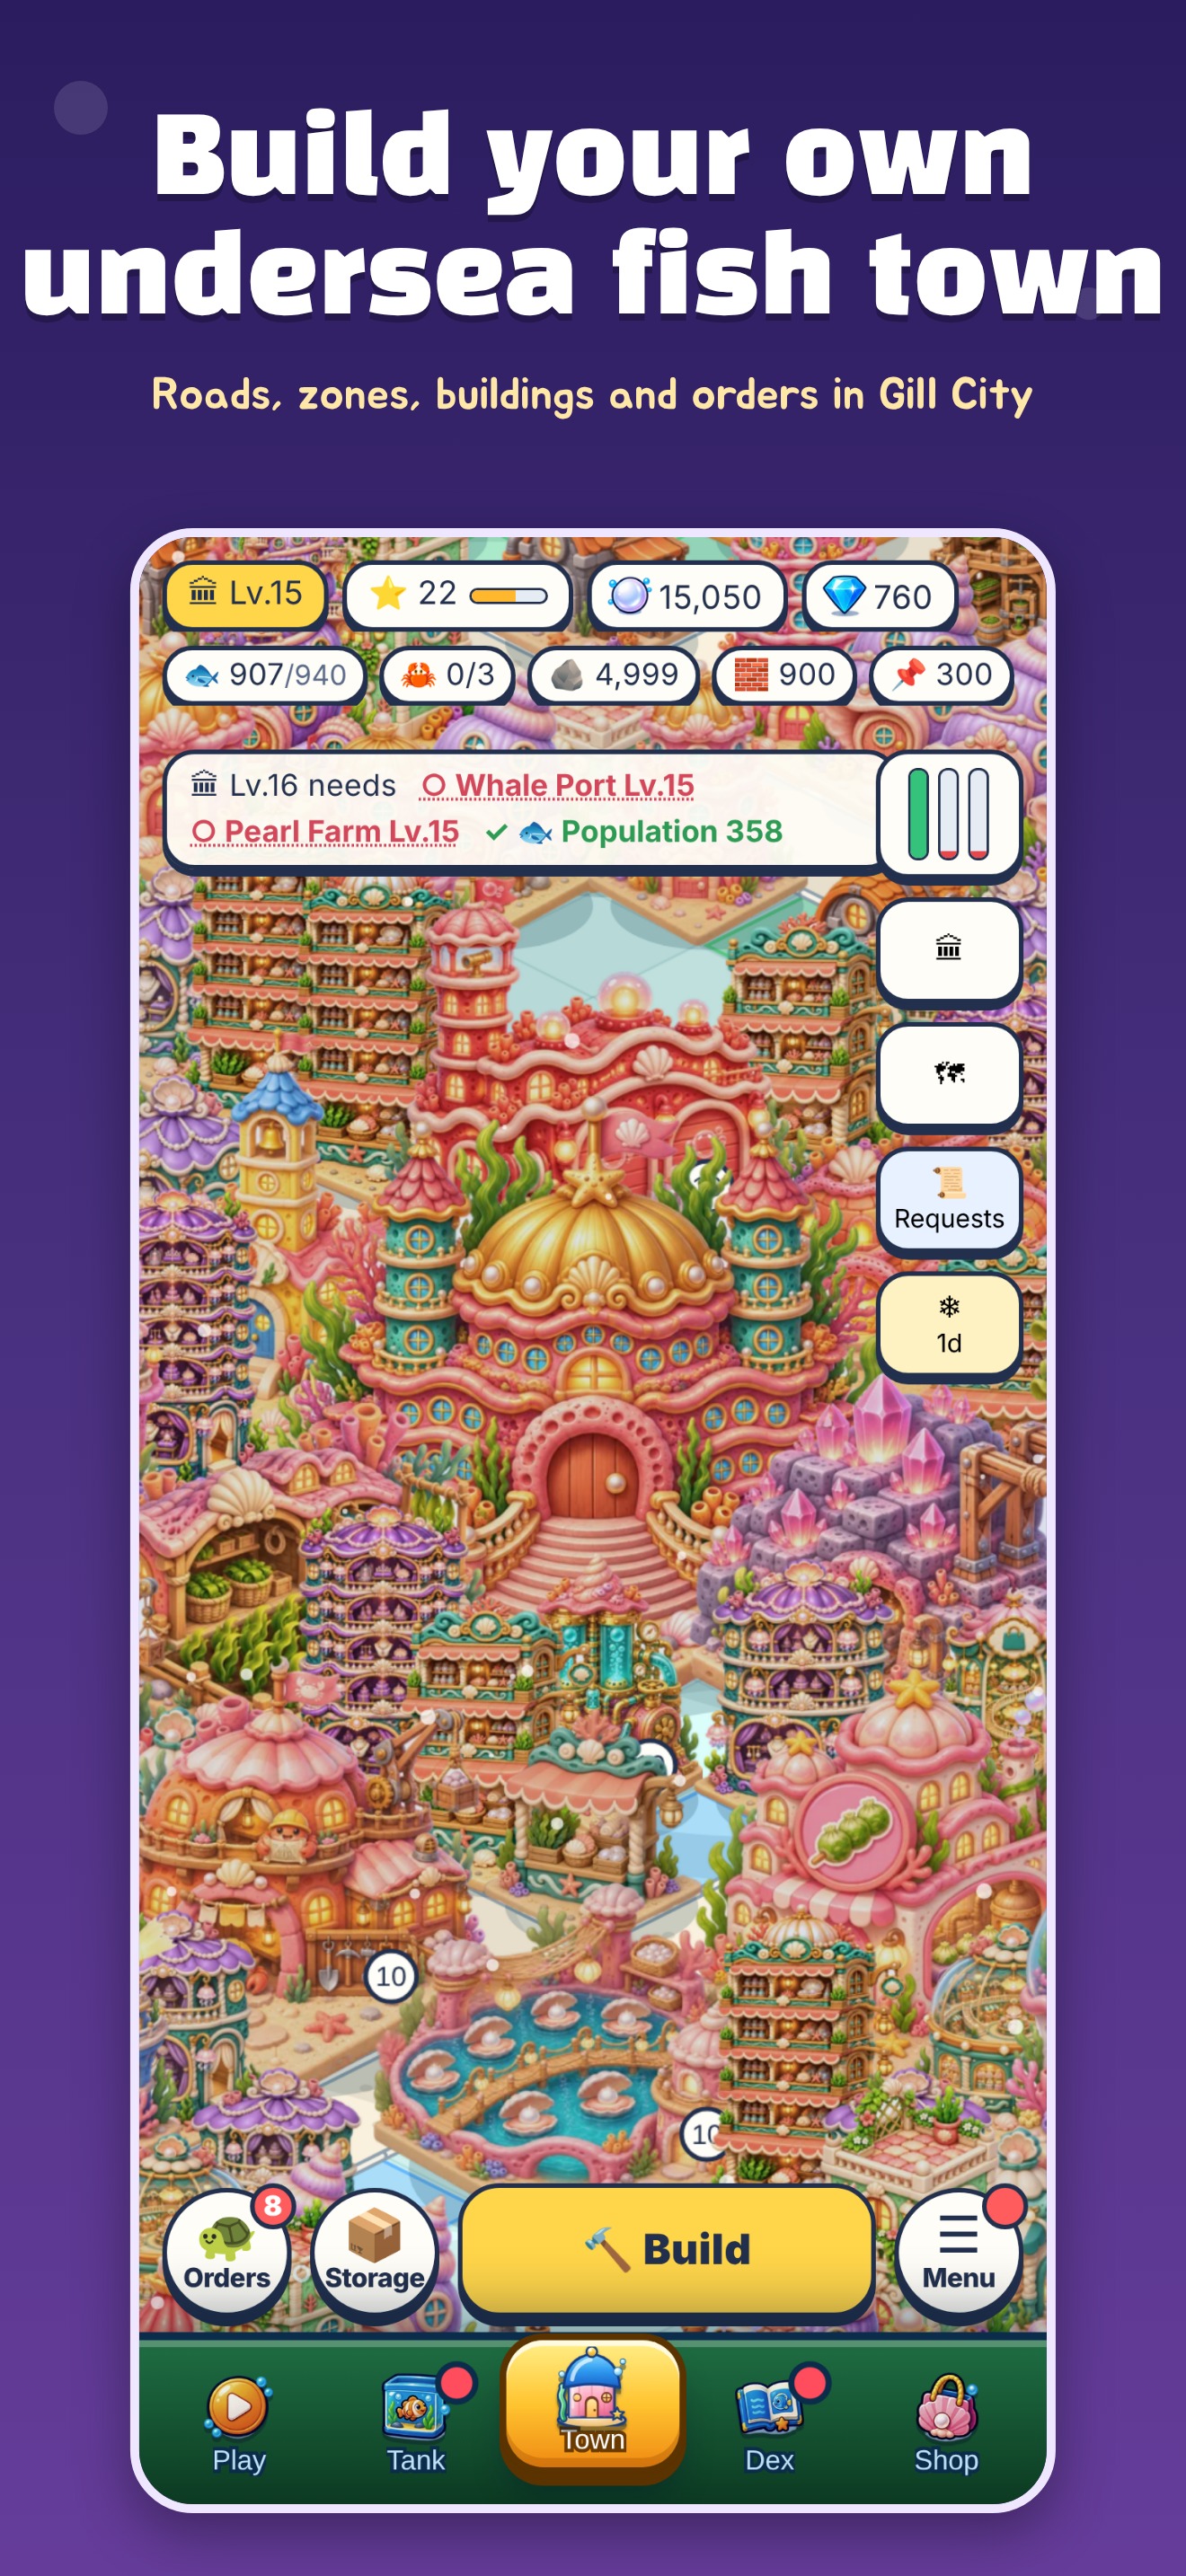 Build your own
undersea fish town
Roads, zones, buildings and orders in Gill City
Lv.15
22
15,050
760
907/940
0/3
4,999
900
300
Lv.16 needs Whale Port Lv.15
Pearl Farm Lv.15 Population 358
Requests
1d
10
10
8
Orders
Storage
Build
Menu
Play
Tank
Town
Dex
Shop